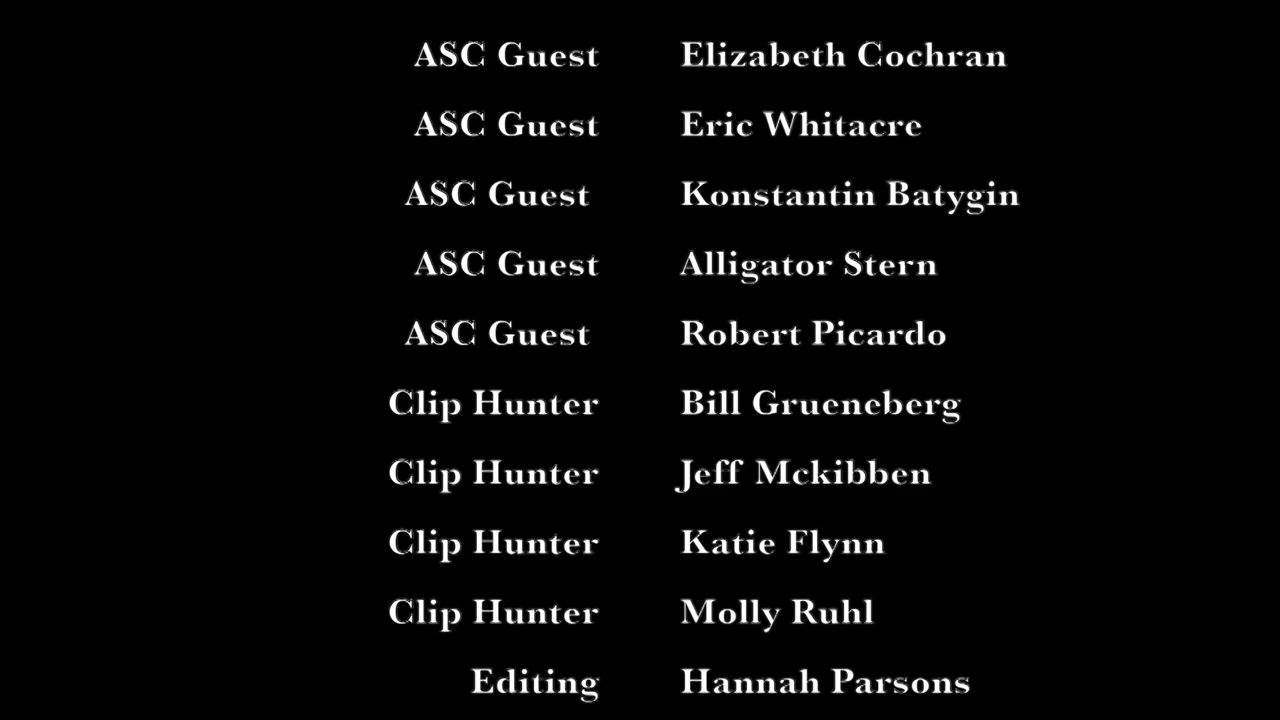 ASC Guest Elizabeth Cochran
ASC Guest Eric Whitacre
ASC Guest Konstantin Batygin
ASC Guest Alligator Stern
ASC Guest Robert Picardo
Clip Hunter Bill Grueneberg
Clip Hunter Jeff Mckibben
Clip Hunter Katie Flynn
Clip Hunter Molly Ruhl
Editing Hannah Parsons